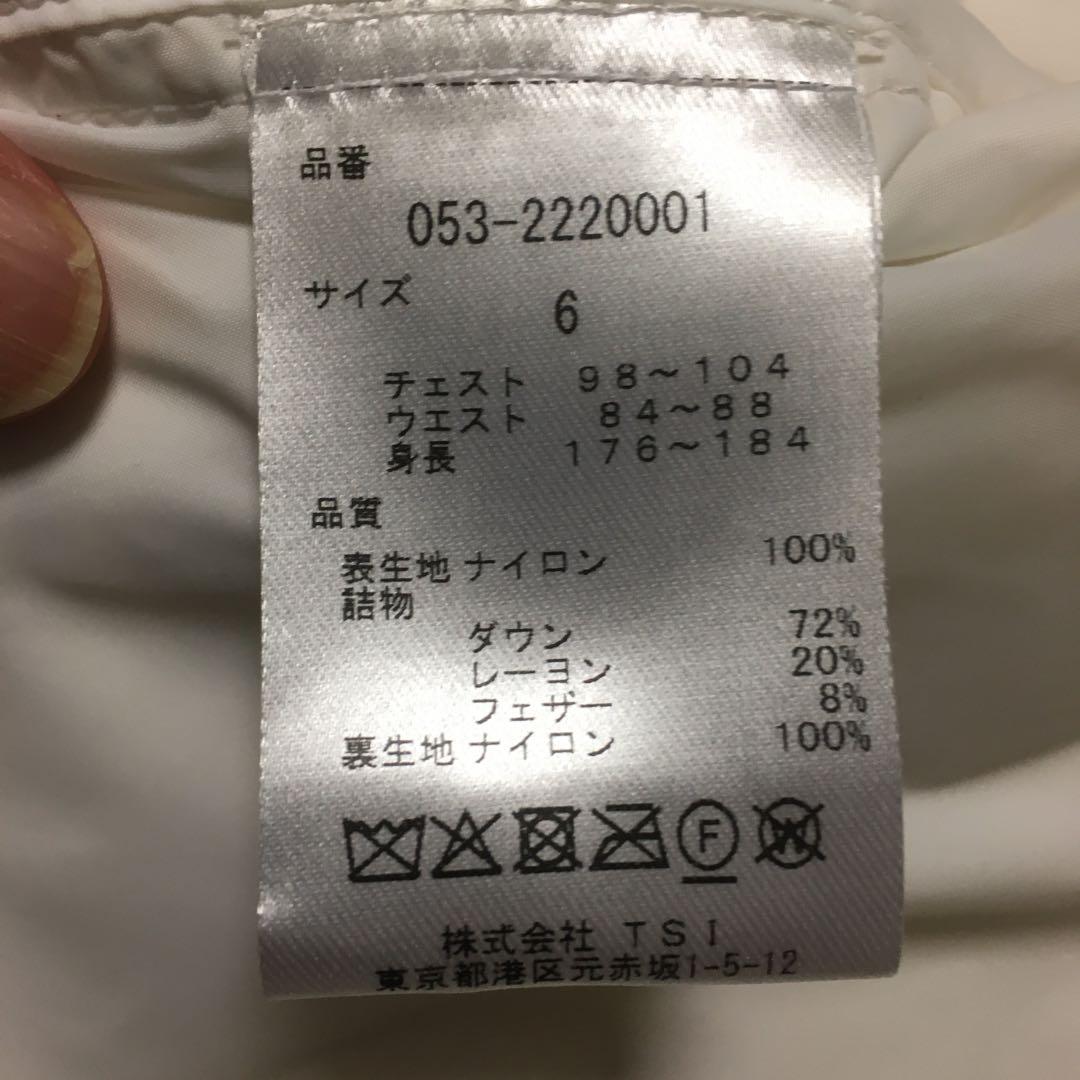 品番
053-2220001
サイズ 6
チェスト 98～104
ウエスト 84～88
身長 176～184
品質
表生地 ナイロン 100%
詰物
ダウン 72%
レーヨン 20%
フェザー 8%
裏生地 ナイロン 100%
F W
株式会社 TSI
東京都港区元赤坂1-5-12